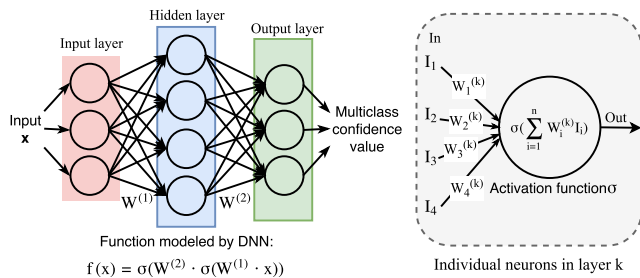 Input layer
Hidden layer
Output layer
Input
x
W⁽¹⁾
W⁽²⁾
Multiclass
confidence
value
Function modeled by DNN:
f (x) = σ(W⁽²⁾ · σ(W⁽¹⁾ · x))
In
I₁
I₂
I₃
I₄
W₁⁽ᵏ⁾
W₂⁽ᵏ⁾
W₃⁽ᵏ⁾
W₄⁽ᵏ⁾
σ(∑ⁿᵢ₌₁ Wᵢ⁽ᵏ⁾Iᵢ)
Out
Activation functionσ
Individual neurons in layer k